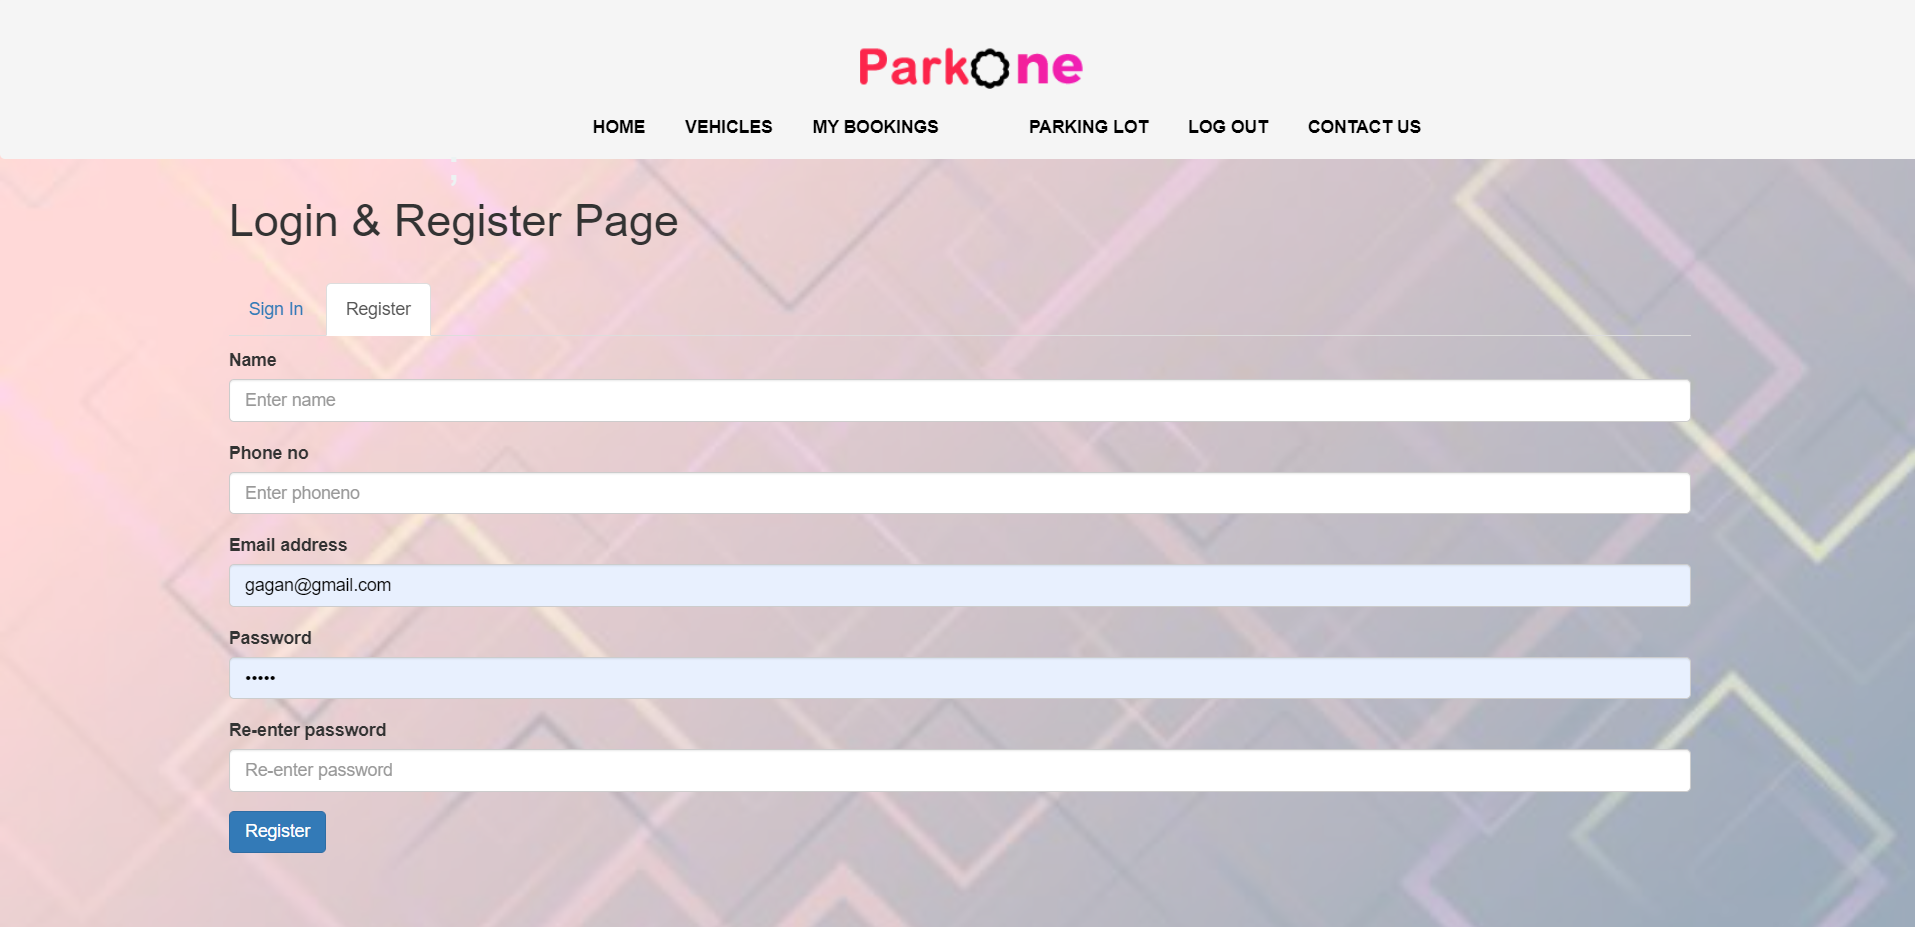 ParkOne
HOME VEHICLES MY BOOKINGS PARKING LOT LOG OUT CONTACT US
;
Login & Register Page
Sign In Register
Name
Enter name
Phone no
Enter phoneno
Email address
gagan@gmail.com
Password
•••••
Re-enter password
Re-enter password
Register